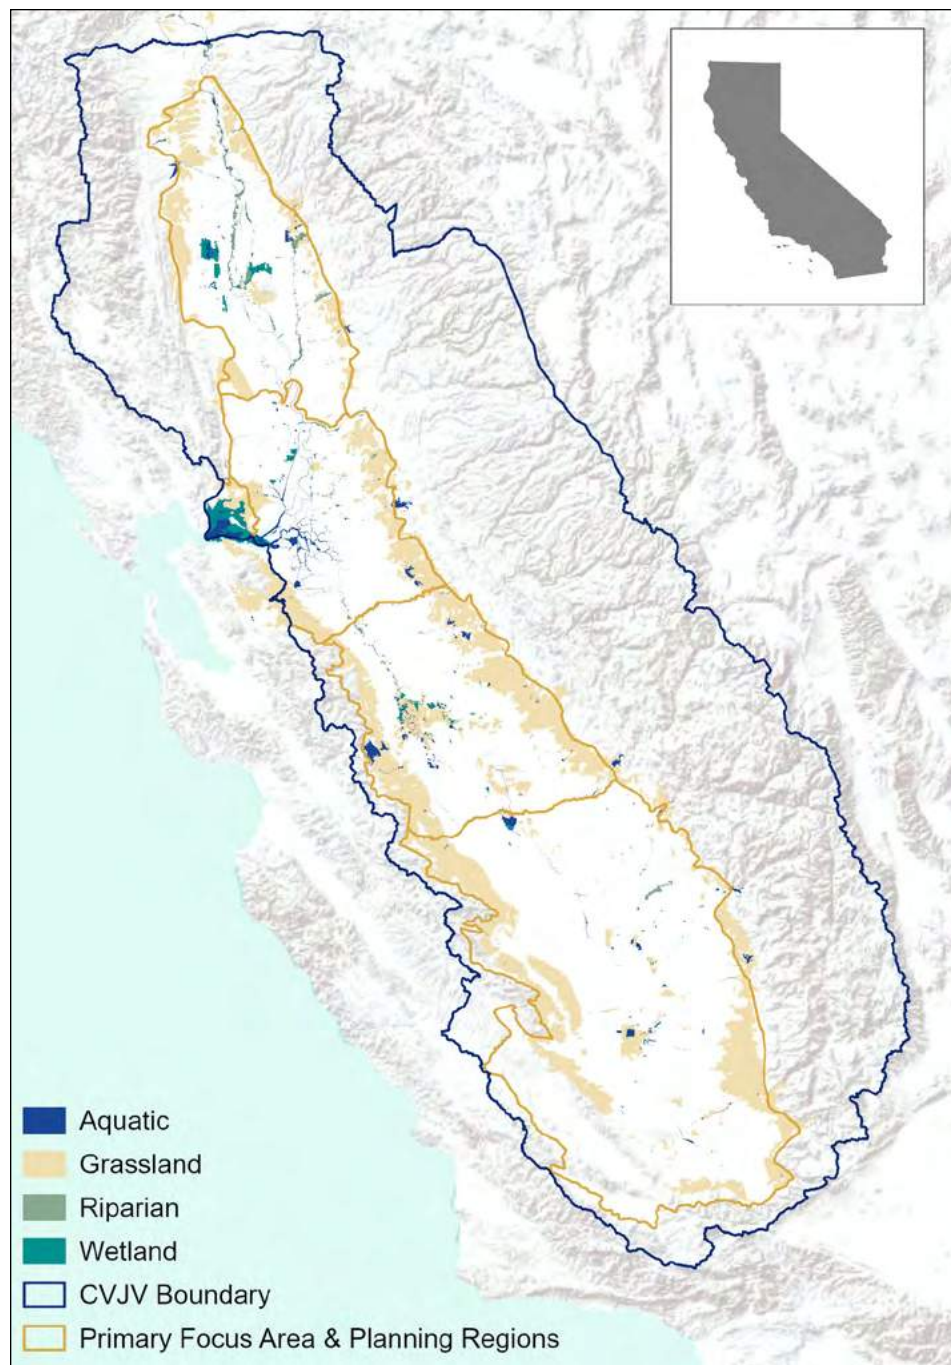 Aquatic
Grassland
Riparian
Wetland
CVJV Boundary
Primary Focus Area & Planning Regions